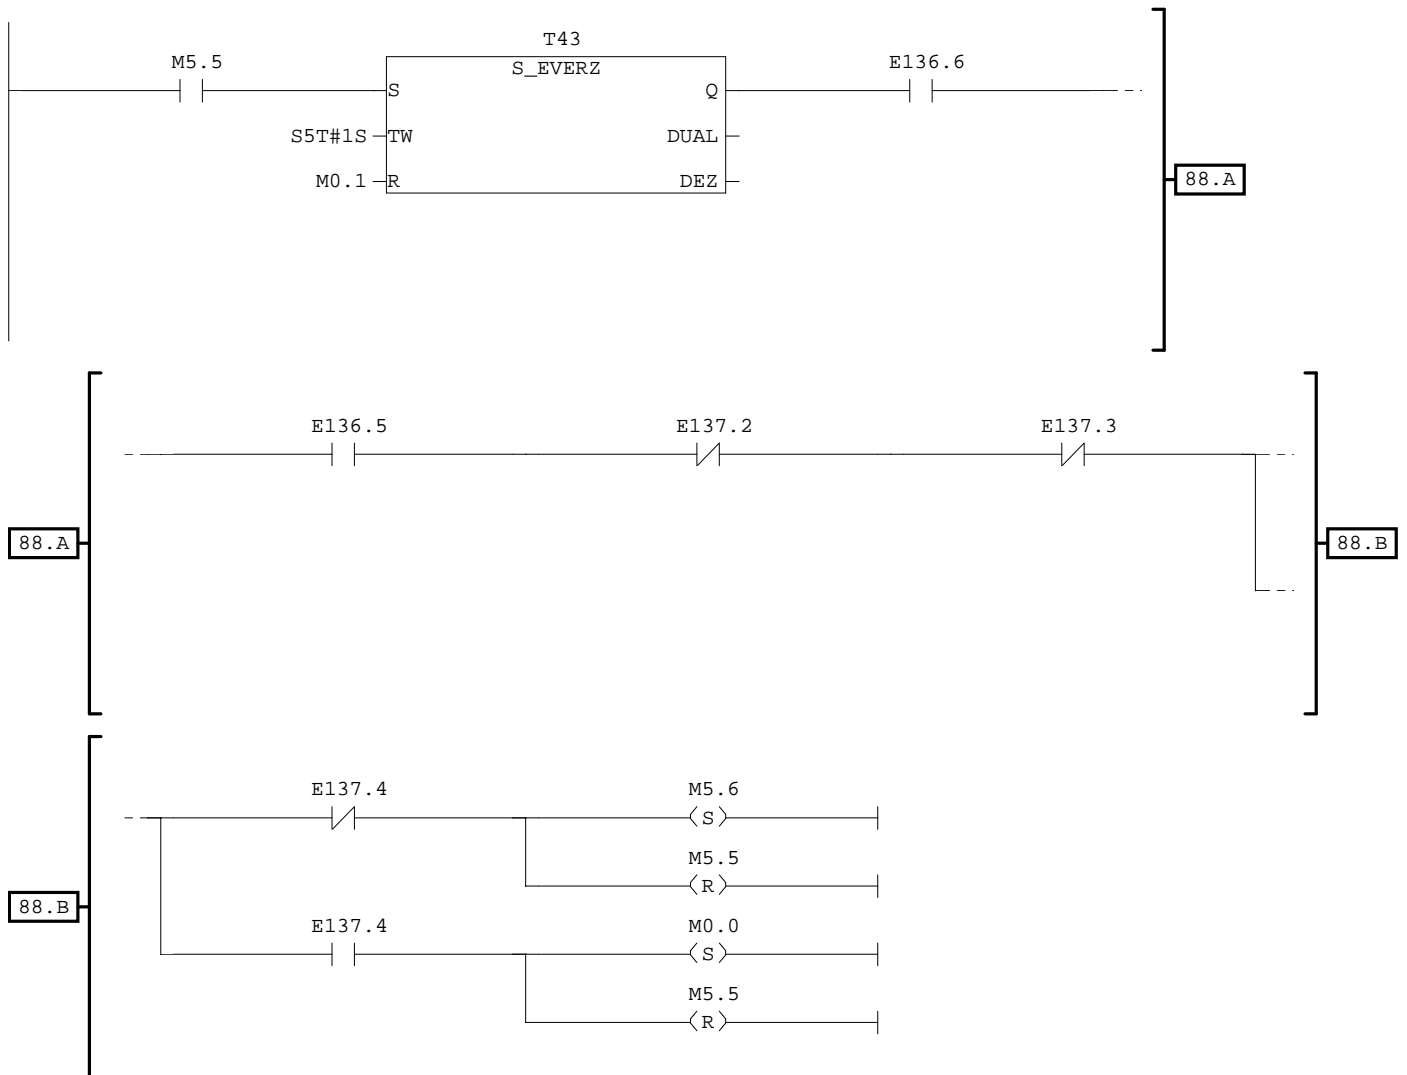 T43
M5.5
S_EVERZ
E136.6
S
Q
S5T#1S
TW
DUAL
M0.1
R
DEZ
88.A
E136.5
E137.2
E137.3
88.A
88.B
E137.4
M5.6
S
M5.5
R
88.B
E137.4
M0.0
S
M5.5
R